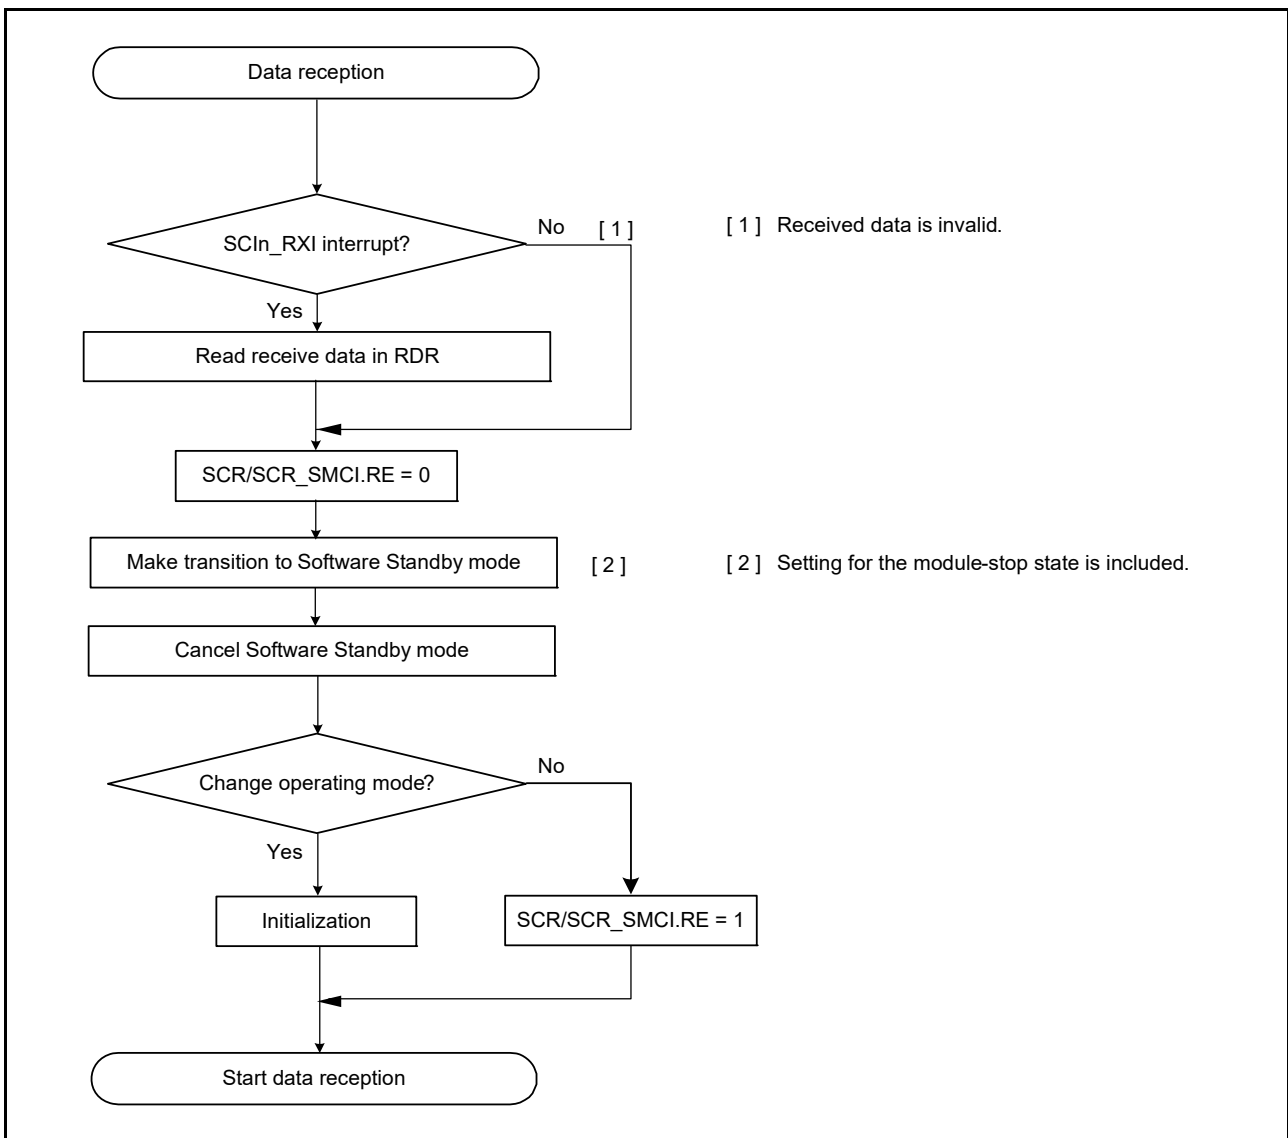 Data reception
SCIn_RXI interrupt?
No [ 1 ]
[ 1 ] Received data is invalid.
Yes
Read receive data in RDR
SCR/SCR_SMCI.RE = 0
Make transition to Software Standby mode
[ 2 ]
[ 2 ] Setting for the module-stop state is included.
Cancel Software Standby mode
Change operating mode?
No
Yes
Initialization
SCR/SCR_SMCI.RE = 1
Start data reception